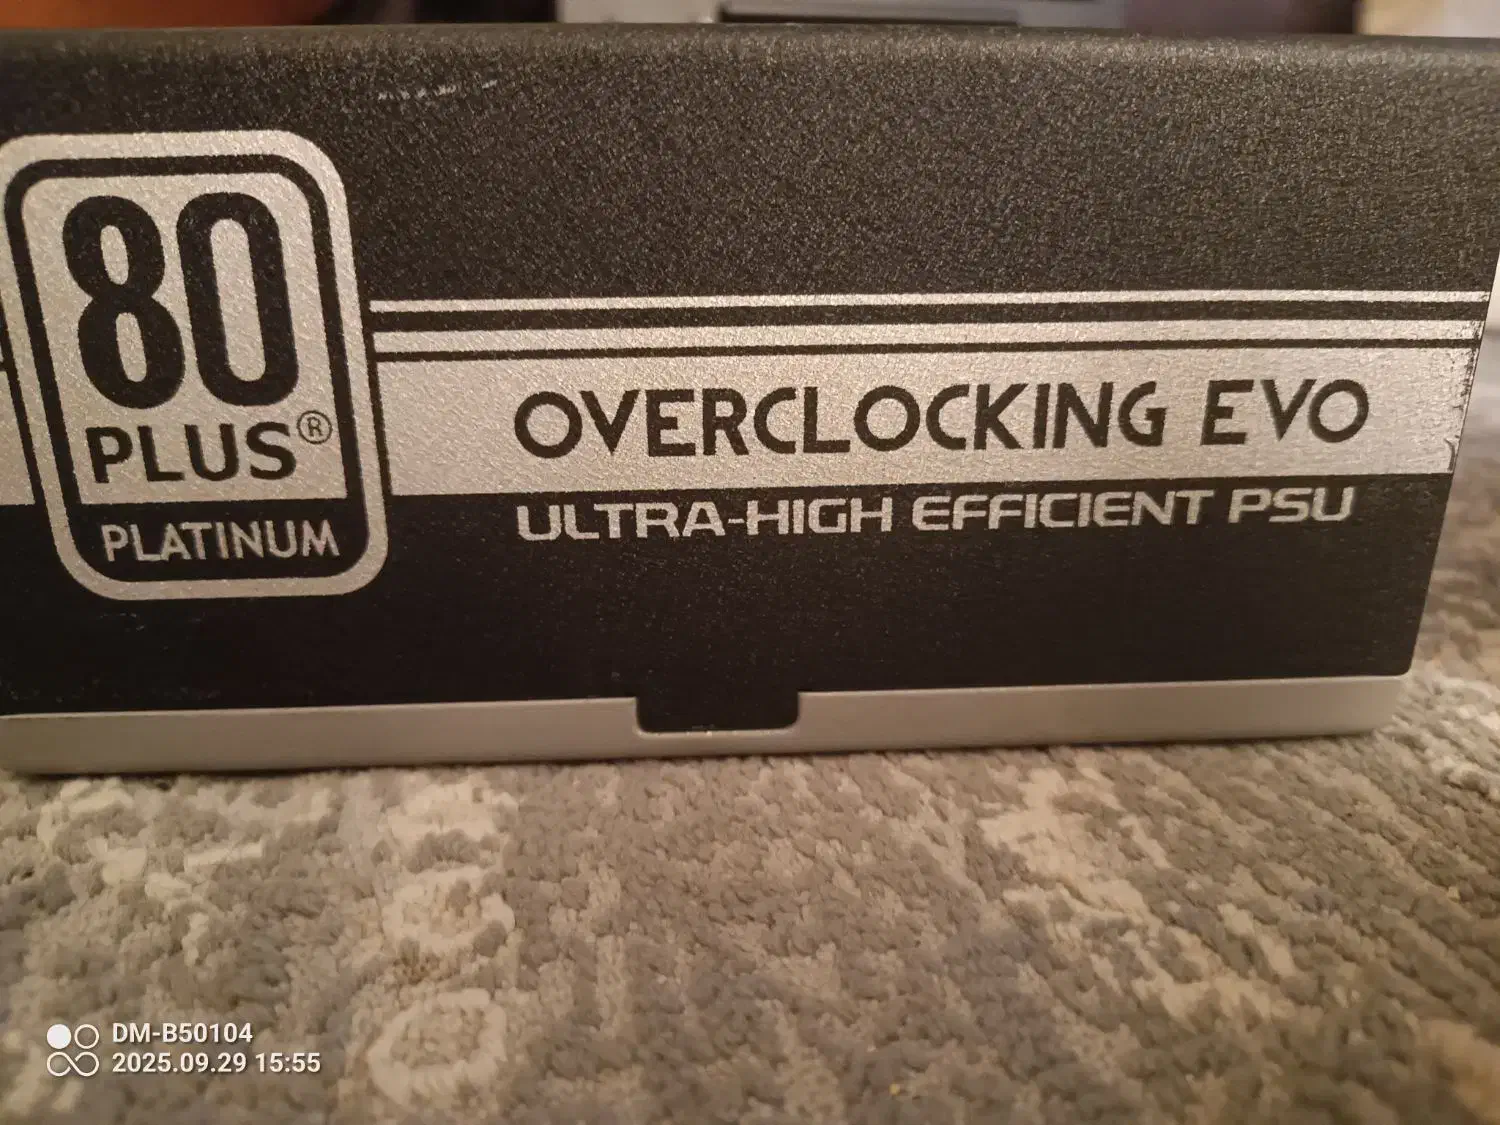 80
PLUS®
PLATINUM
OVERCLOCKING EVO
ULTRA-HIGH EFFICIENT PSU
DM-B50104
2025.09.29 15:55